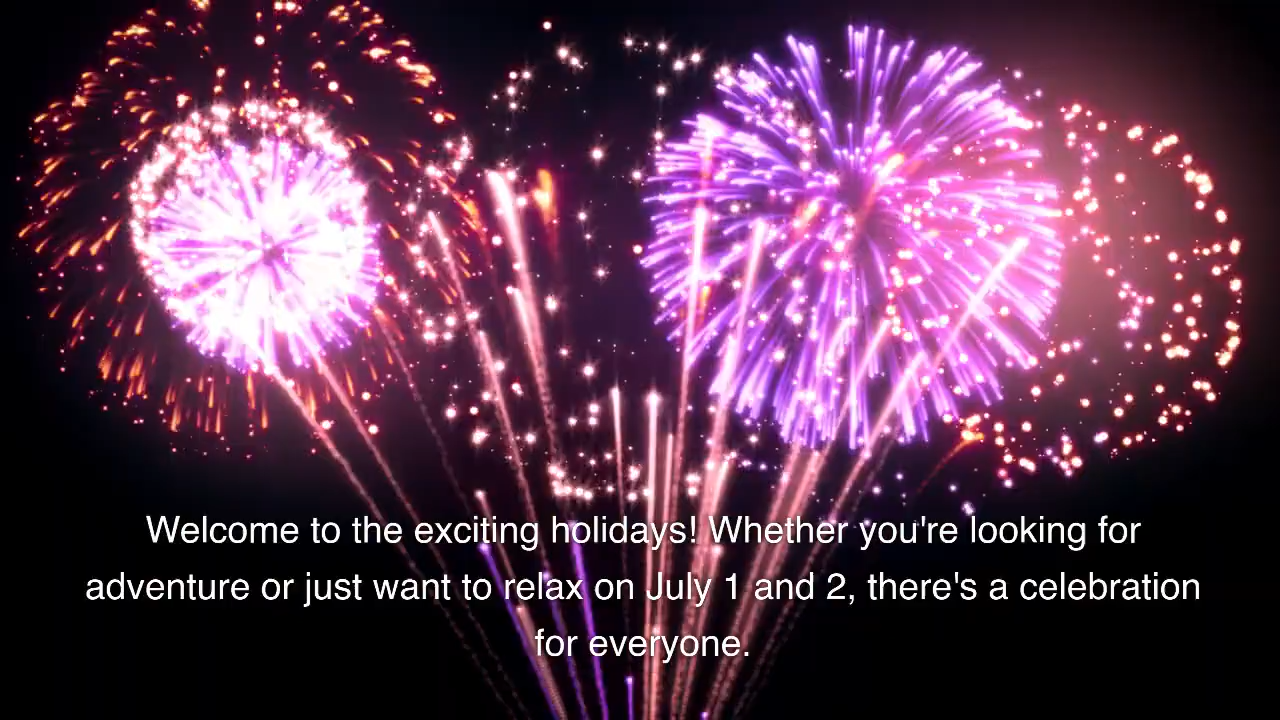 Welcome to the exciting holidays! Whether you're looking for
adventure or just want to relax on July 1 and 2, there's a celebration
for everyone.